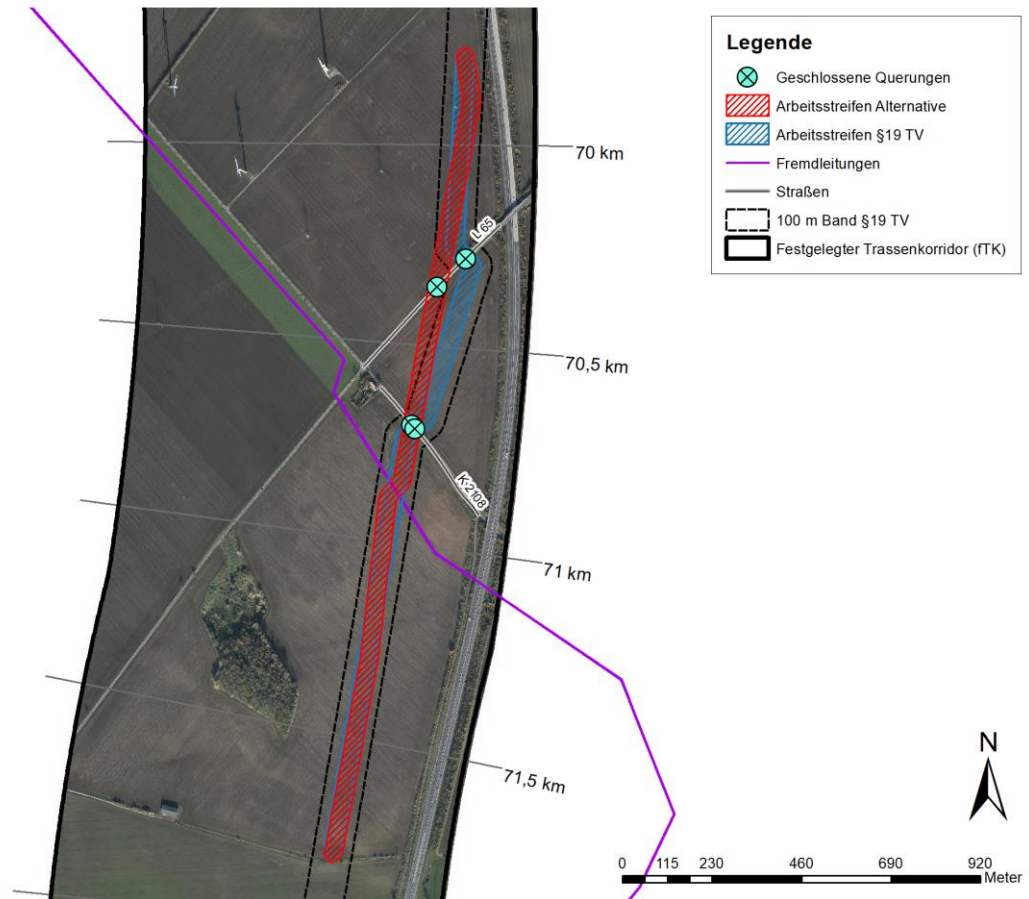 Legende
Geschlossene Querungen
Arbeitsstreifen Alternative
Arbeitsstreifen §19 TV
Fremdleitungen
Straßen
100 m Band §19 TV
Festgelegter Trassenkorridor (fTK)
70 km
L 65
70,5 km
K 2108
71 km
71,5 km
N
0 115 230 460 690 920
Meter